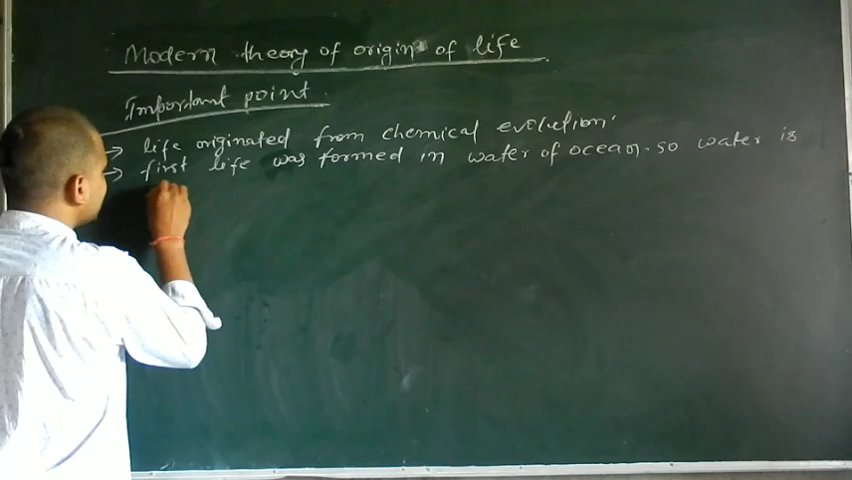 Modern theory of origin of life
Important point
→ life originated from chemical evolution.
→ first life was formed in water of ocean. so water is